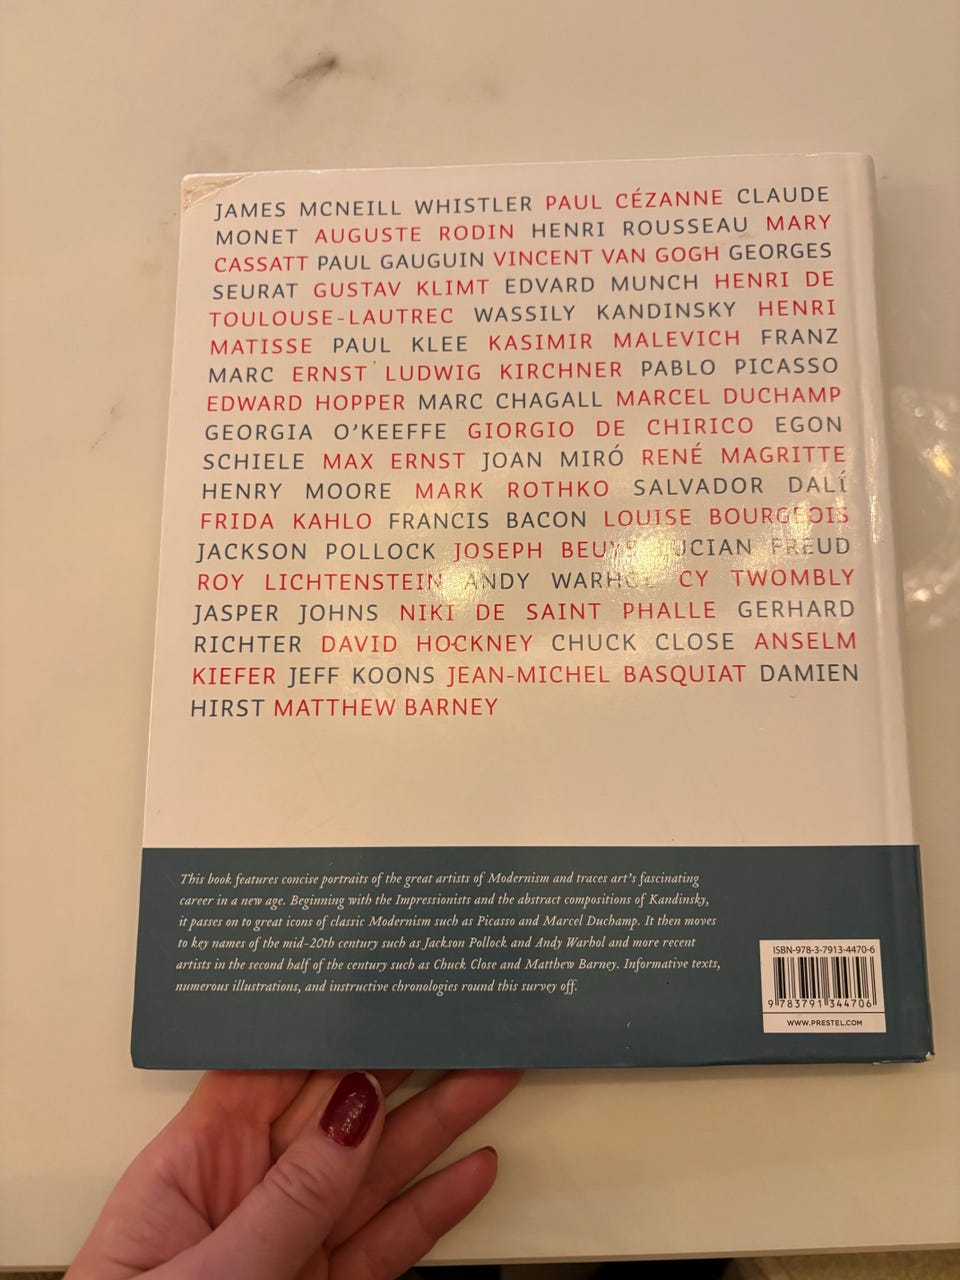 JAMES MCNEILL WHISTLER PAUL CÉZANNE CLAUDE
MONET AUGUSTE RODIN HENRI ROUSSEAU MARY
CASSATT PAUL GAUGUIN VINCENT VAN GOGH GEORGES
SEURAT GUSTAV KLIMT EDVARD MUNCH HENRI DE
TOULOUSE-LAUTREC WASSILY KANDINSKY HENRI
MATISSE PAUL KLEE KASIMIR MALEVICH FRANZ
MARC ERNST LUDWIG KIRCHNER PABLO PICASSO
EDWARD HOPPER MARC CHAGALL MARCEL DUCHAMP
GEORGIA O'KEEFFE GIORGIO DE CHIRICO EGON
SCHIELE MAX ERNST JOAN MIRÓ RENÉ MAGRITTE
HENRY MOORE MARK ROTHKO SALVADOR DALÍ
FRIDA KAHLO FRANCIS BACON LOUISE BOURGEOIS
JACKSON POLLOCK JOSEPH BEUYS LUCIAN FREUD
ROY LICHTENSTEIN ANDY WARHOL CY TWOMBLY
JASPER JOHNS NIKI DE SAINT PHALLE GERHARD
RICHTER DAVID HOCKNEY CHUCK CLOSE ANSELM
KIEFER JEFF KOONS JEAN-MICHEL BASQUIAT DAMIEN
HIRST MATTHEW BARNEY
This book features concise portraits of the great artists of Modernism and traces art's fascinating
career in a new age. Beginning with the Impressionists and the abstract compositions of Kandinsky,
it passes on to great icons of classic Modernism such as Picasso and Marcel Duchamp. It then moves
to key names of the mid-20th century such as Jackson Pollock and Andy Warhol and more recent
artists in the second half of the century such as Chuck Close and Matthew Barney. Informative texts,
numerous illustrations, and instructive chronologies round this survey off.
ISBN-978-3-7913-4470-6
9 783791 344706
WWW.PRESTEL.COM